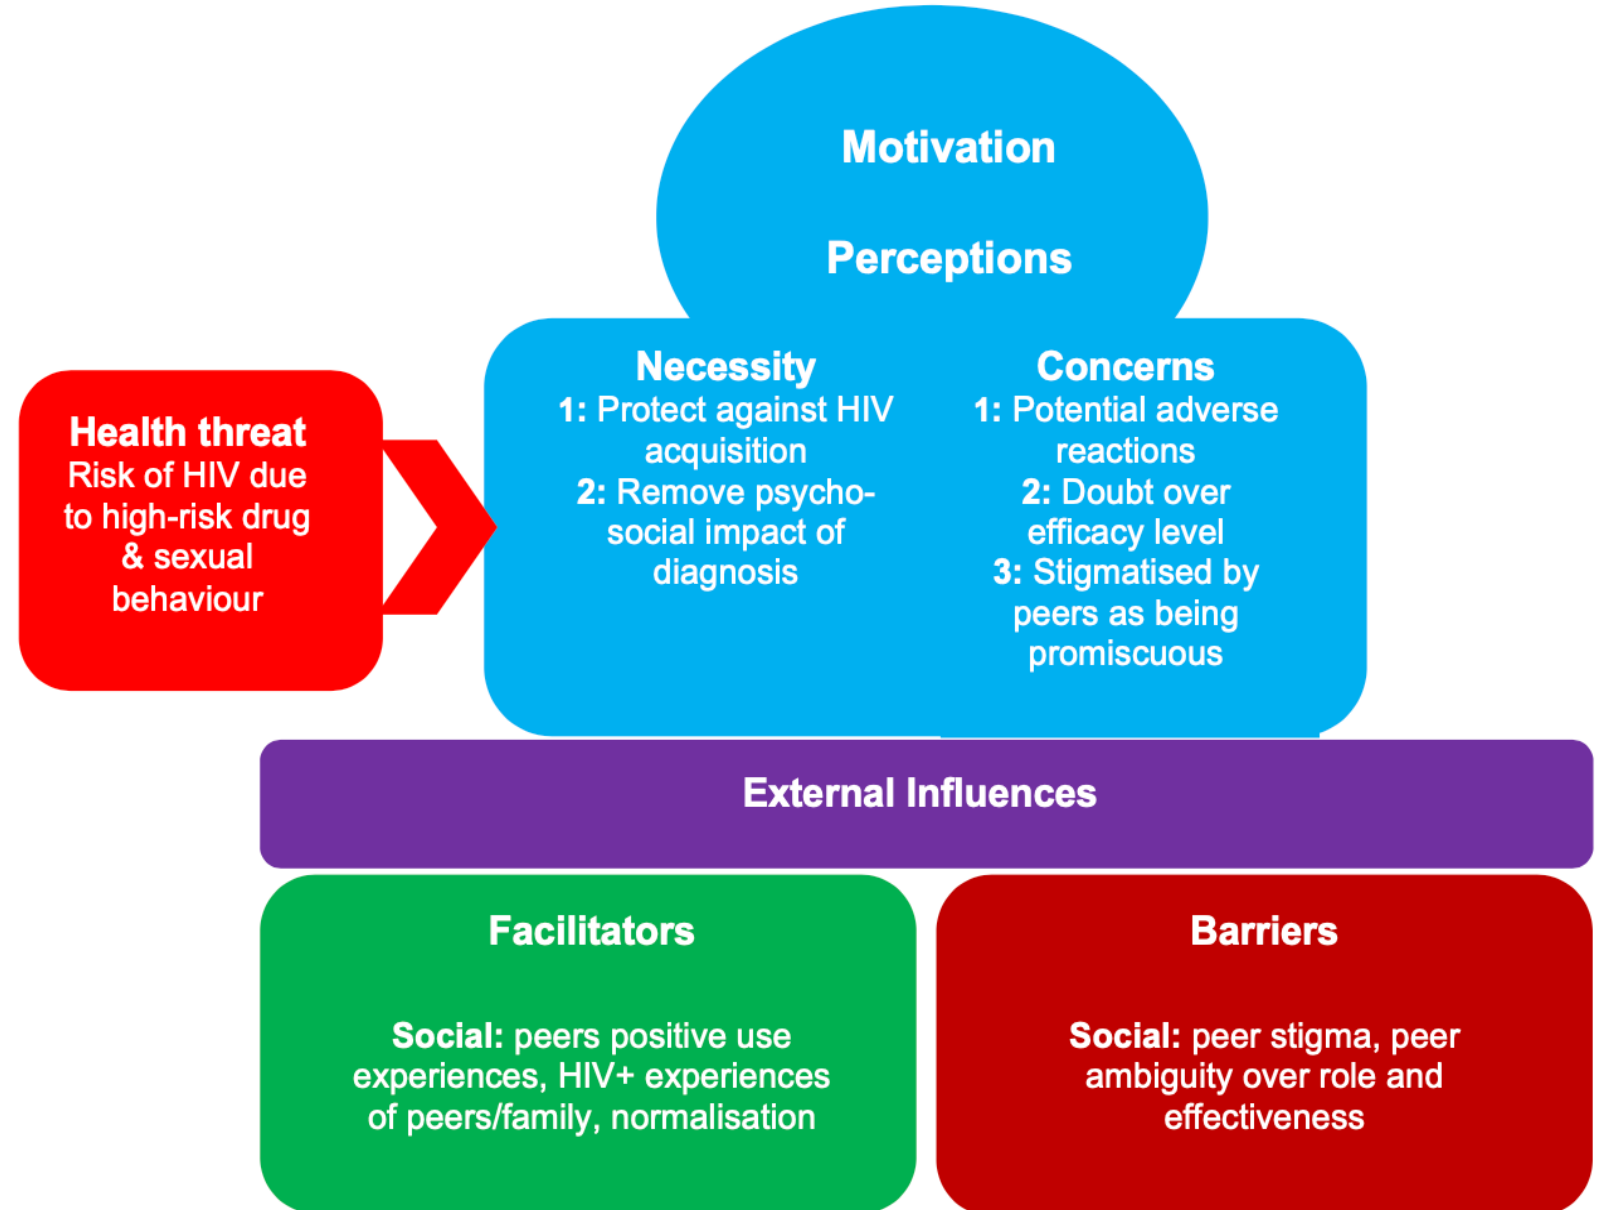 Motivation
Perceptions
Health threat
Risk of HIV due
to high-risk drug
& sexual
behaviour
Necessity
1: Protect against HIV
acquisition
2: Remove psycho-
social impact of
diagnosis
Concerns
1: Potential adverse
reactions
2: Doubt over
efficacy level
3: Stigmatised by
peers as being
promiscuous
External Influences
Facilitators
Social: peers positive use
experiences, HIV+ experiences
of peers/family, normalisation
Barriers
Social: peer stigma, peer
ambiguity over role and
effectiveness